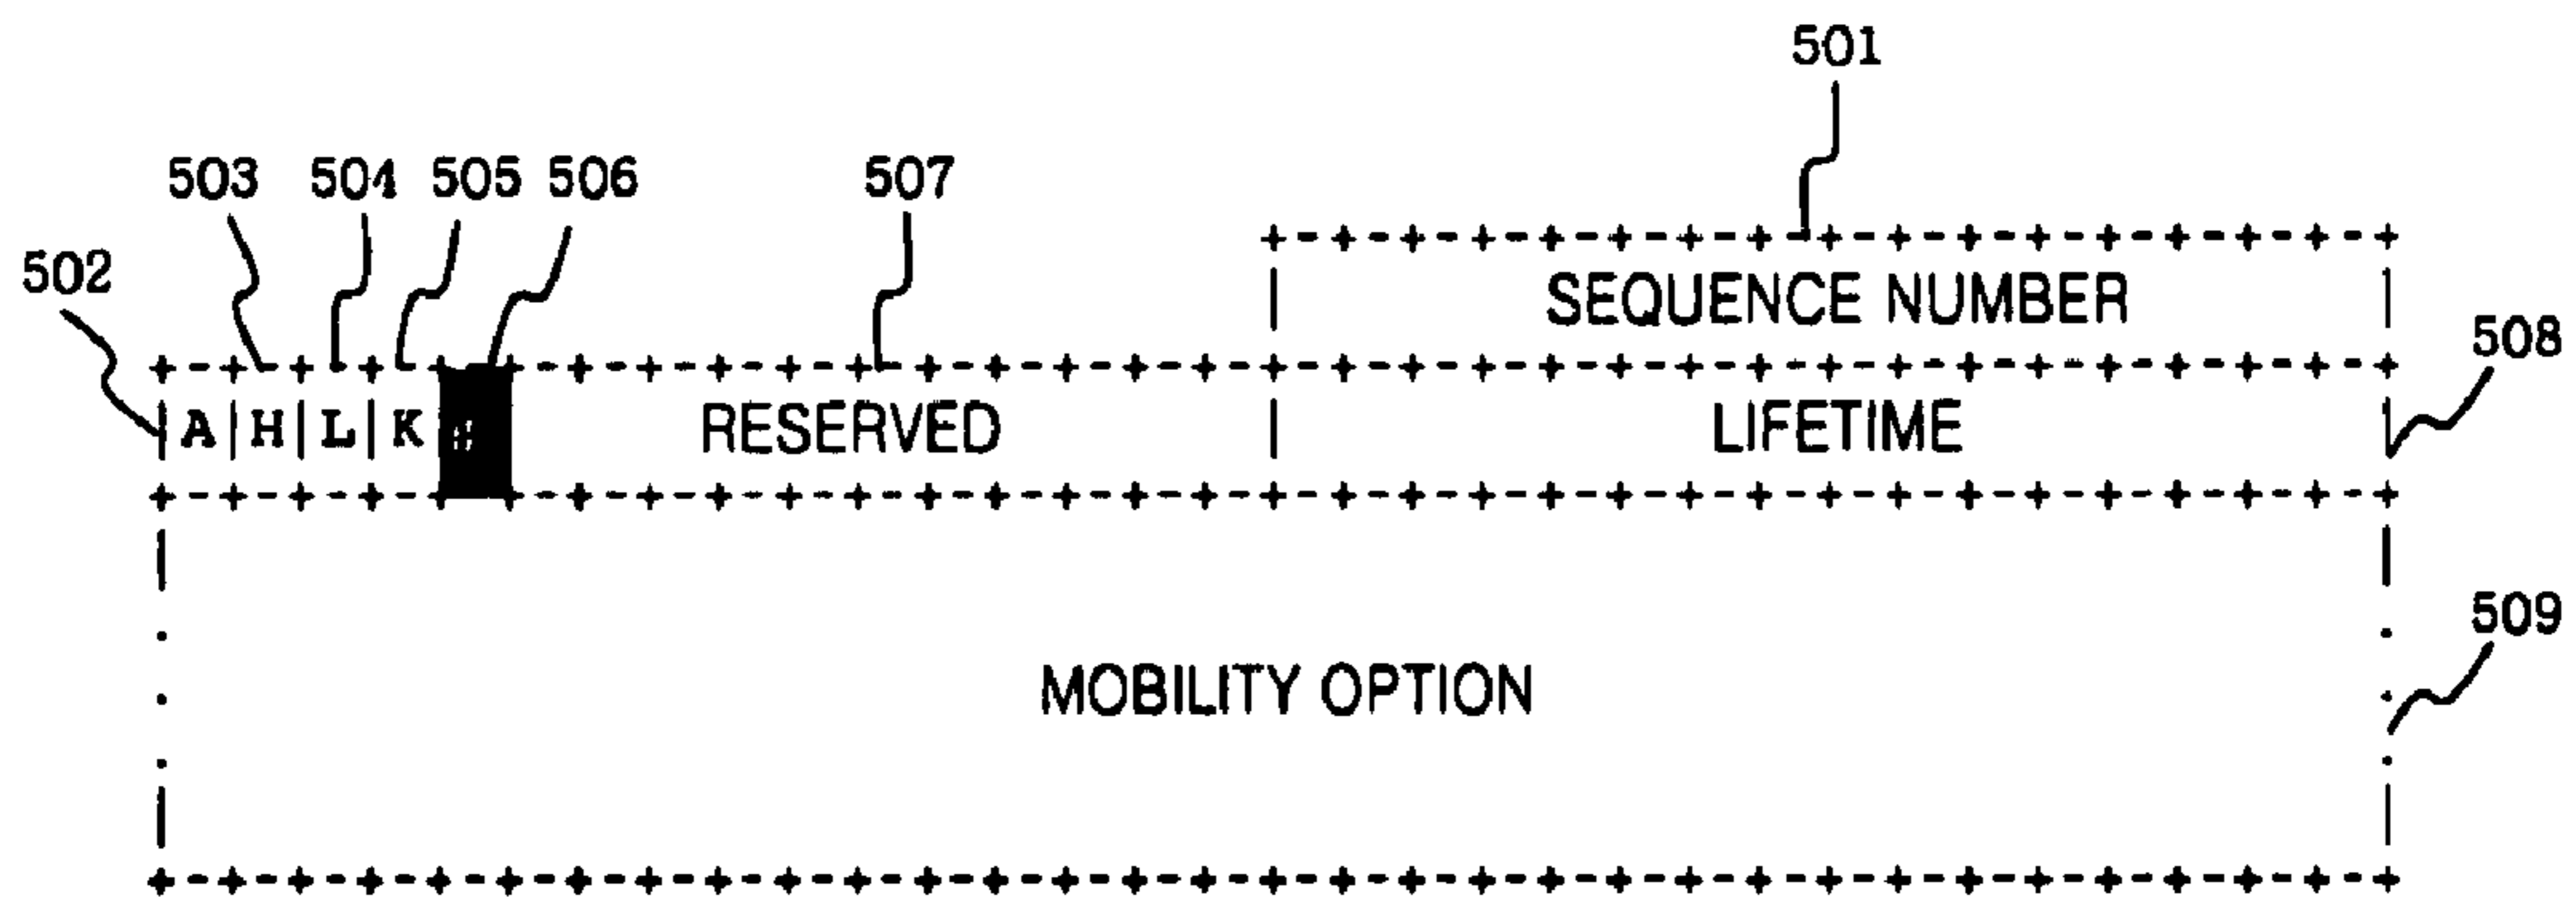 501
503 504 505 506 507
502
SEQUENCE NUMBER
508
A H L K # RESERVED LIFETIME
509
MOBILITY OPTION